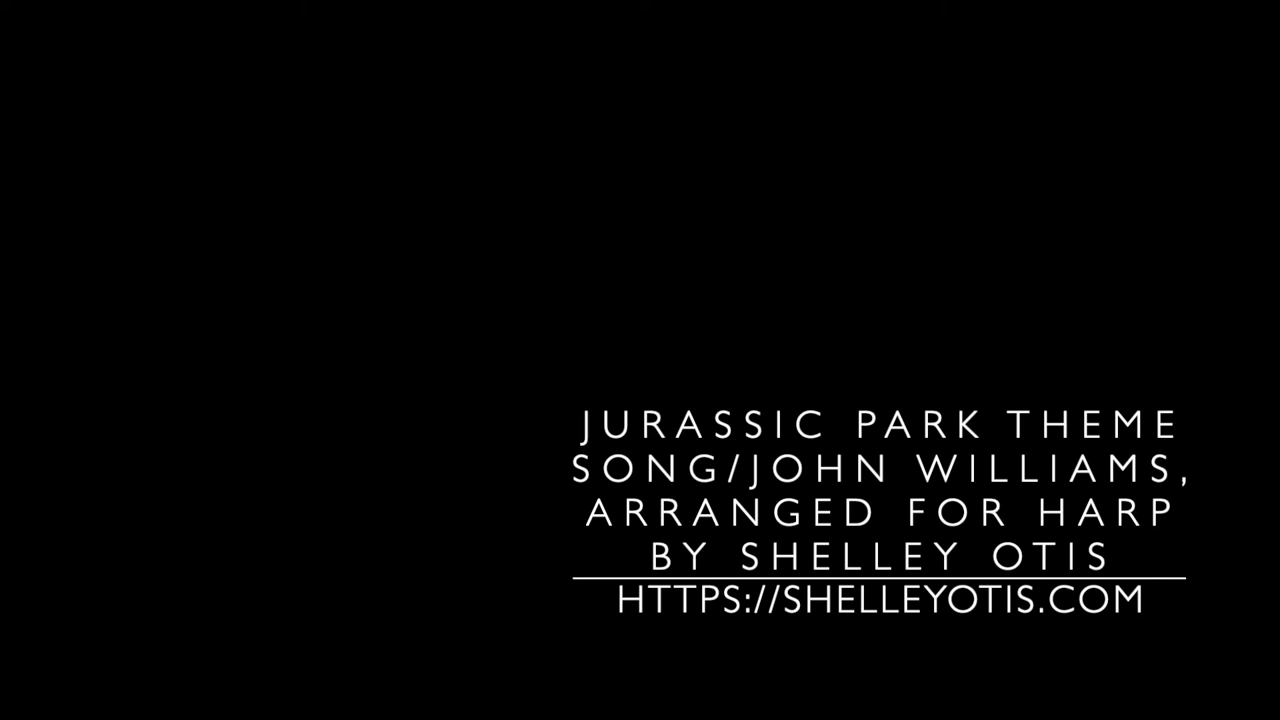 JURASSIC PARK THEME
SONG/JOHN WILLIAMS,
ARRANGED FOR HARP
BY SHELLEY OTIS
HTTPS://SHELLEYOTIS.COM